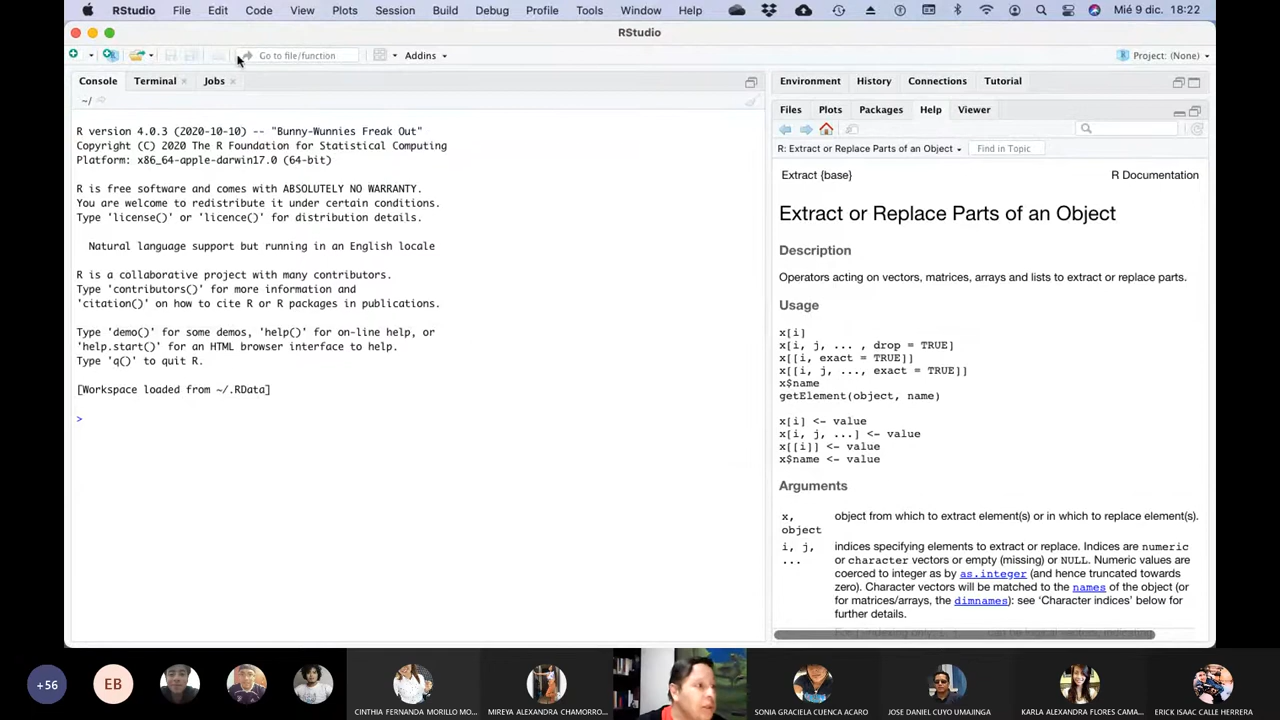 RStudio File Edit Code View Plots Session Build Debug Profile Tools Window Help Mié 9 dic. 18:22
RStudio
Go to file/function Addins Project: (None)
Console Terminal Jobs
~/
R version 4.0.3 (2020-10-10) -- "Bunny-Wunnies Freak Out"
Copyright (C) 2020 The R Foundation for Statistical Computing
Platform: x86_64-apple-darwin17.0 (64-bit)
R is free software and comes with ABSOLUTELY NO WARRANTY.
You are welcome to redistribute it under certain conditions.
Type 'license()' or 'licence()' for distribution details.
Natural language support but running in an English locale
R is a collaborative project with many contributors.
Type 'contributors()' for more information and
'citation()' on how to cite R or R packages in publications.
Type 'demo()' for some demos, 'help()' for on-line help, or
'help.start()' for an HTML browser interface to help.
Type 'q()' to quit R.
[Workspace loaded from ~/.RData]
>
Environment History Connections Tutorial
Files Plots Packages Help Viewer
R: Extract or Replace Parts of an Object Find in Topic
Extract {base} R Documentation
Extract or Replace Parts of an Object
Description
Operators acting on vectors, matrices, arrays and lists to extract or replace parts.
Usage
x[i]
x[i, j, ... , drop = TRUE]
x[[i, exact = TRUE]]
x[[i, j, ..., exact = TRUE]]
x$name
getElement(object, name)
x[i] <- value
x[i, j, ...] <- value
x[[i]] <- value
x$name <- value
Arguments
x, object from which to extract element(s) or in which to replace element(s).
object
i, j, indices specifying elements to extract or replace. Indices are numeric
... or character vectors or empty (missing) or NULL. Numeric values are
coerced to integer as by as.integer (and hence truncated towards
zero). Character vectors will be matched to the names of the object (or
for matrices/arrays, the dimnames): see ‘Character indices’ below for
further details.
+56 EB CINTHIA FERNANDA MORILLO MO... MIREYA ALEXANDRA CHAMORRO... SONIA GRACIELA CUENCA ACARO JOSE DANIEL CUYO UMAJINGA KARLA ALEXANDRA FLORES CAMA... ERICK ISAAC CALLE HERRERA